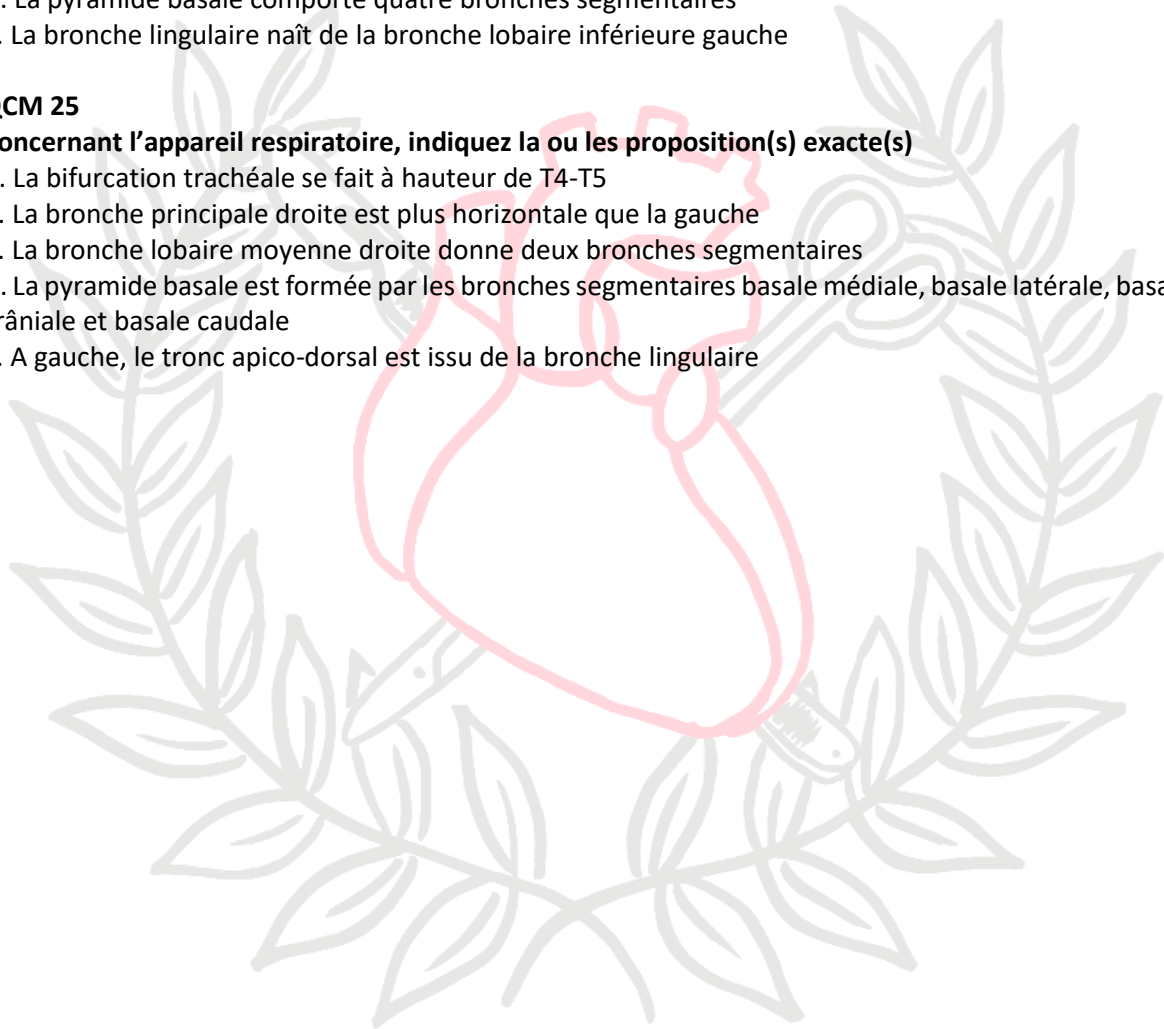 . La pyramide basale comporte quatre bronches segmentaires
. La bronche lingulaire naît de la bronche lobaire inférieure gauche
QCM 25
oncernant l’appareil respiratoire, indiquez la ou les proposition(s) exacte(s)
. La bifurcation trachéale se fait à hauteur de T4-T5
. La bronche principale droite est plus horizontale que la gauche
. La bronche lobaire moyenne droite donne deux bronches segmentaires
. La pyramide basale est formée par les bronches segmentaires basale médiale, basale latérale, basa
râniale et basale caudale
. A gauche, le tronc apico-dorsal est issu de la bronche lingulaire